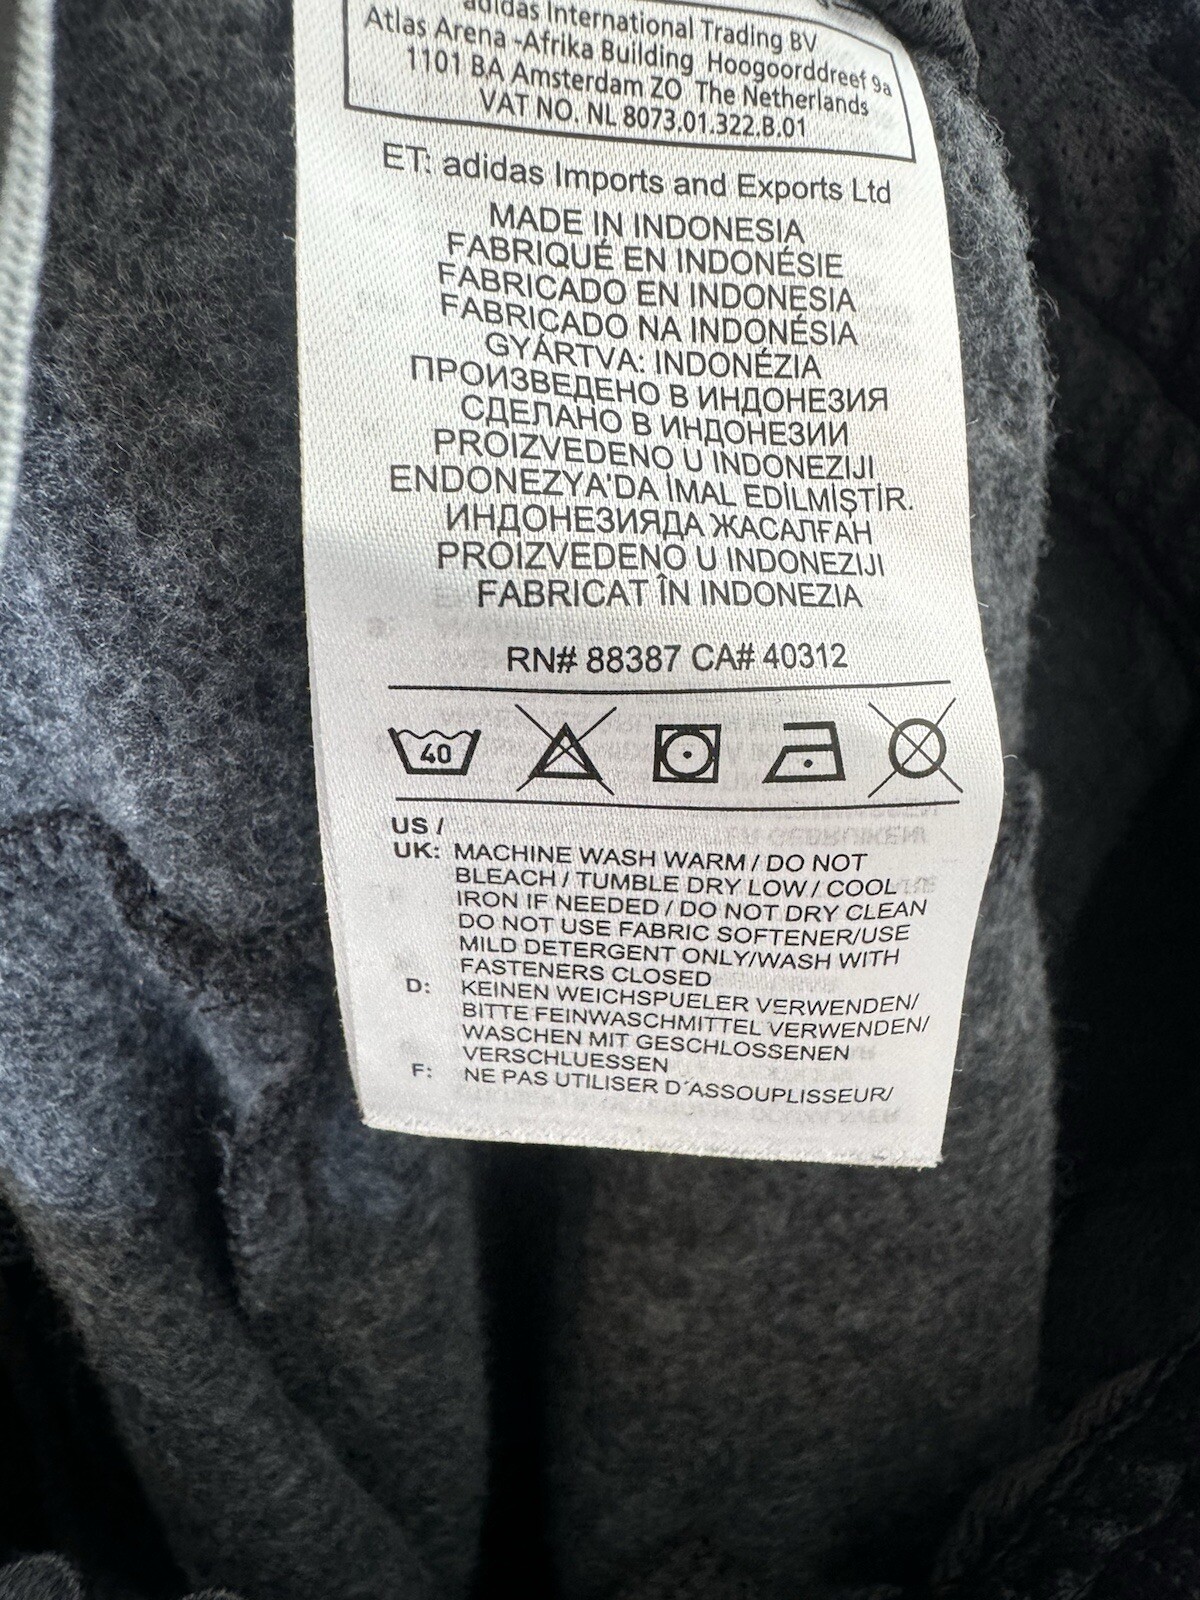 adidas International Trading BV
Atlas Arena -Afrika Building Hoogoorddreef 9a
1101 BA Amsterdam ZO The Netherlands
VAT NO. NL 8073.01.322.B.01
ET: adidas Imports and Exports Ltd
MADE IN INDONESIA
FABRIQUÉ EN INDONÉSIE
FABRICADO EN INDONESIA
FABRICADO NA INDONÉSIA
GYÁRTVA: INDONÉZIA
ПРОИЗВЕДЕНО В ИНДОНЕЗИЯ
СДЕЛАНО В ИНДОНЕЗИИ
PROIZVEDENO U INDONEZIJI
ENDONEZYA'DA İMAL EDİLMİŞTİR.
ИНДОНЕЗИЯДА ЖАСАЛҒАН
PROIZVEDENO U INDONEZIJI
FABRICAT ÎN INDONEZIA
RN# 88387 CA# 40312
40
US /
UK: MACHINE WASH WARM / DO NOT
BLEACH / TUMBLE DRY LOW / COOL
IRON IF NEEDED / DO NOT DRY CLEAN
DO NOT USE FABRIC SOFTENER/USE
MILD DETERGENT ONLY/WASH WITH
FASTENERS CLOSED
D: KEINEN WEICHSPUELER VERWENDEN/
BITTE FEINWASCHMITTEL VERWENDEN/
WASCHEN MIT GESCHLOSSENEN
VERSCHLUESSEN
F: NE PAS UTILISER D´ASSOUPLISSEUR/